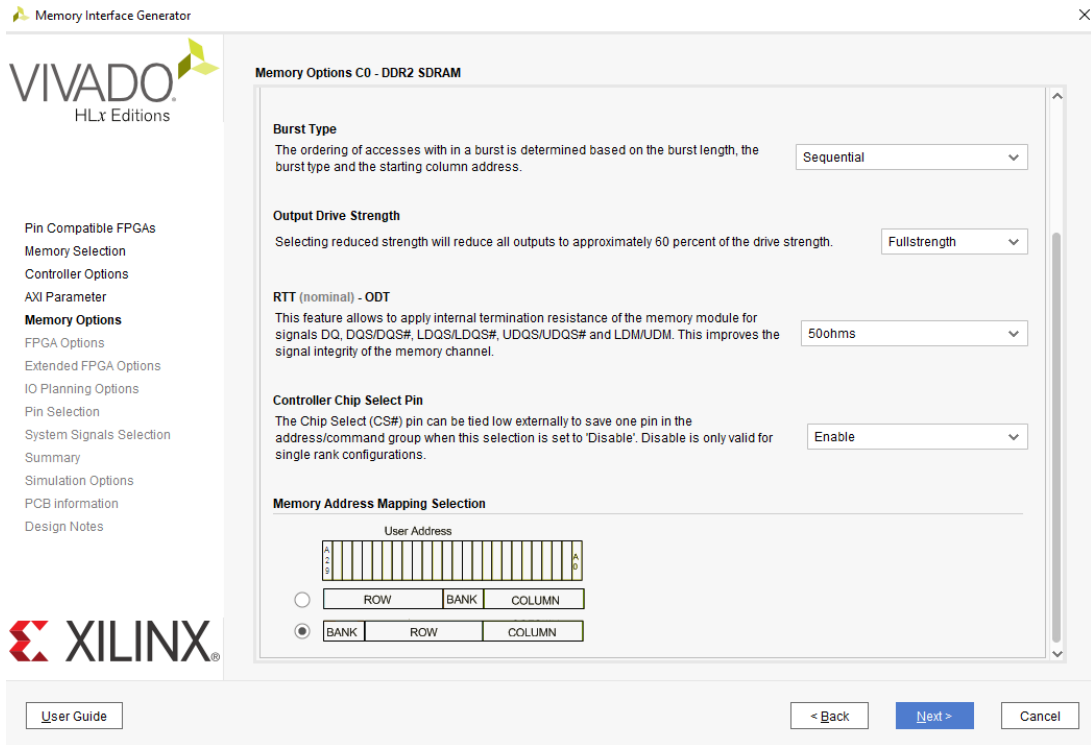 Memory Interface Generator
VIVADO
HLx Editions
Pin Compatible FPGAs
Memory Selection
Controller Options
AXI Parameter
Memory Options
FPGA Options
Extended FPGA Options
IO Planning Options
Pin Selection
System Signals Selection
Summary
Simulation Options
PCB information
Design Notes
XILINX®
Memory Options C0 - DDR2 SDRAM
Burst Type
The ordering of accesses with in a burst is determined based on the burst length, the
burst type and the starting column address.
Sequential
Output Drive Strength
Selecting reduced strength will reduce all outputs to approximately 60 percent of the drive strength.
Fullstrength
RTT (nominal) - ODT
This feature allows to apply internal termination resistance of the memory module for
signals DQ, DQS/DQS#, LDQS/LDQS#, UDQS/UDQS# and LDM/UDM. This improves the
signal integrity of the memory channel.
50ohms
Controller Chip Select Pin
The Chip Select (CS#) pin can be tied low externally to save one pin in the
address/command group when this selection is set to 'Disable'. Disable is only valid for
single rank configurations.
Enable
Memory Address Mapping Selection
User Address
A29 A0
ROW BANK COLUMN
BANK ROW COLUMN
User Guide
< Back
Next >
Cancel